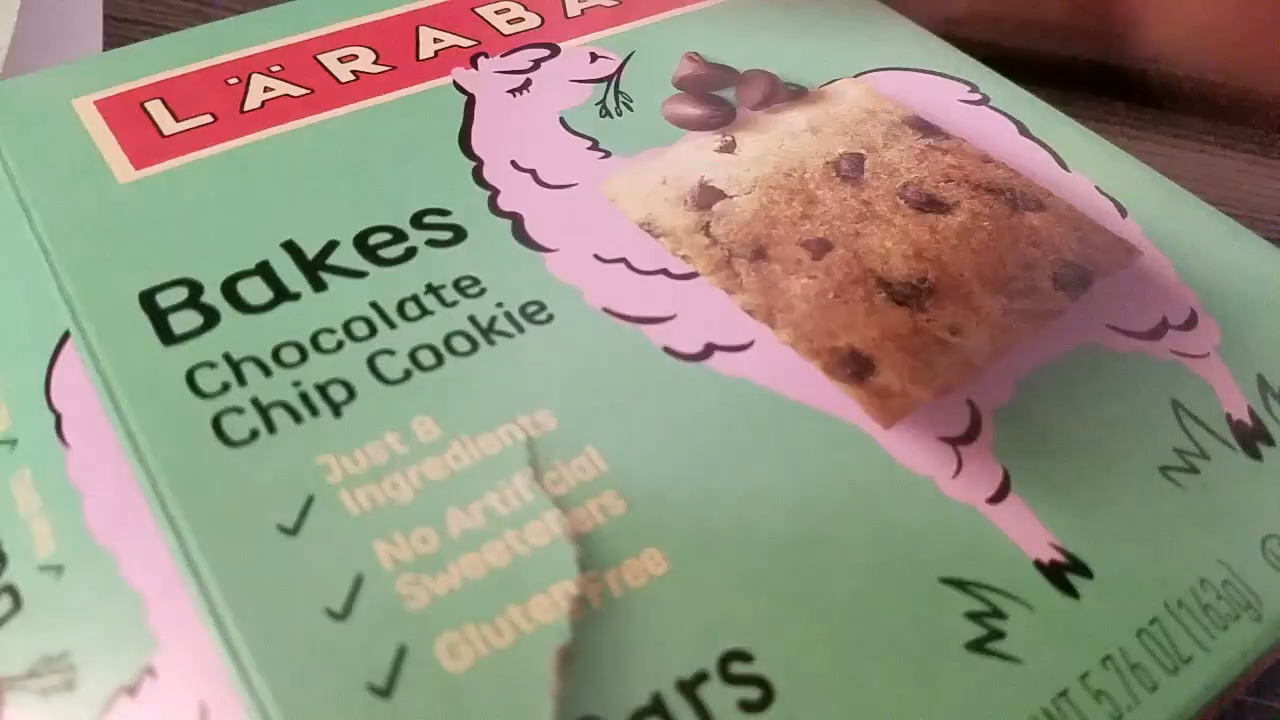 LÄRABA
Bakes
Chocolate
Chip Cookie
Just 8
Ingredients
No Artificial
Sweeteners
Gluten Free
ars
5.76 OZ (163g)